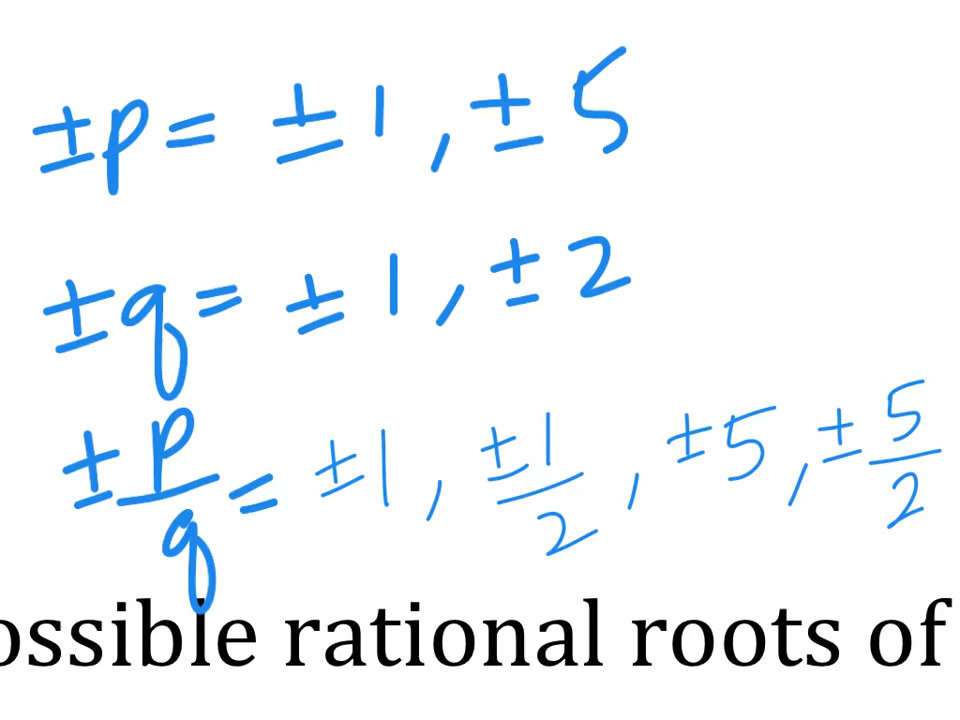 ±p = ±1, ±5
±q = ±1, ±2
±p/q = ±1, ±1/2, ±5, ±5/2
ossible rational roots of